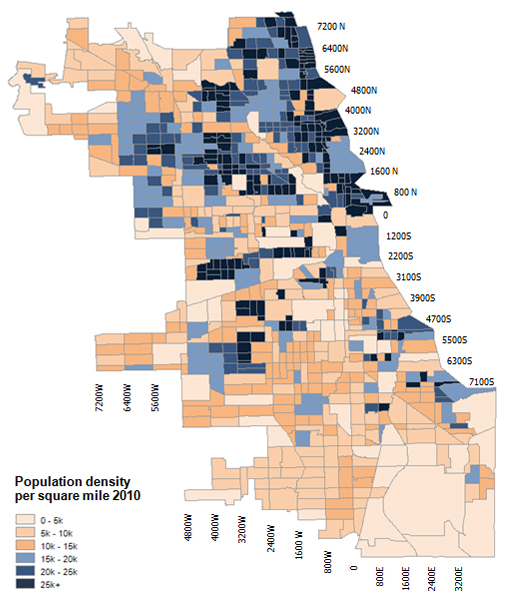 7200 N
6400N
5600N
4800N
4000N
3200N
2400N
1600 N
800 N
0
1200S
2200S
3100S
3900S
4700S
5500S
6300S
7100S
7200W
6400W
5600W
Population density
per square mile 2010
0 - 5k
5k - 10k
10k - 15k
15k - 20k
20k - 25k
25k+
4800W
4000W
3200W
2400W
1600 W
800W
0
800E
1600E
2400E
3200E